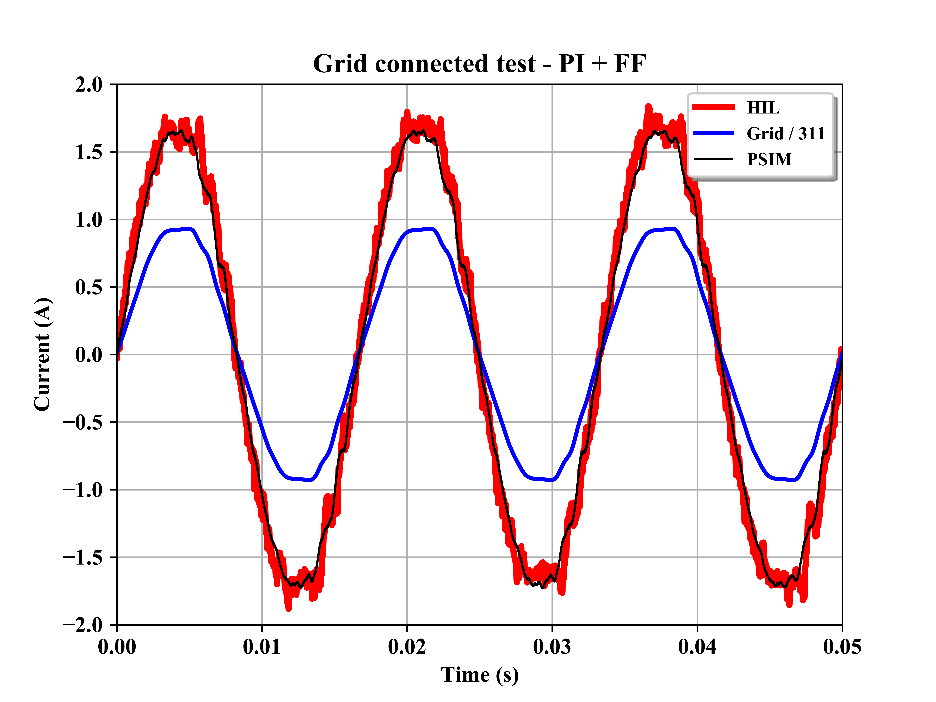 Grid connected test - PI + FF
HIL
Grid / 311
PSIM
Current (A)
2.0
1.5
1.0
0.5
0.0
−0.5
−1.0
−1.5
−2.0
0.00 0.01 0.02 0.03 0.04 0.05
Time (s)